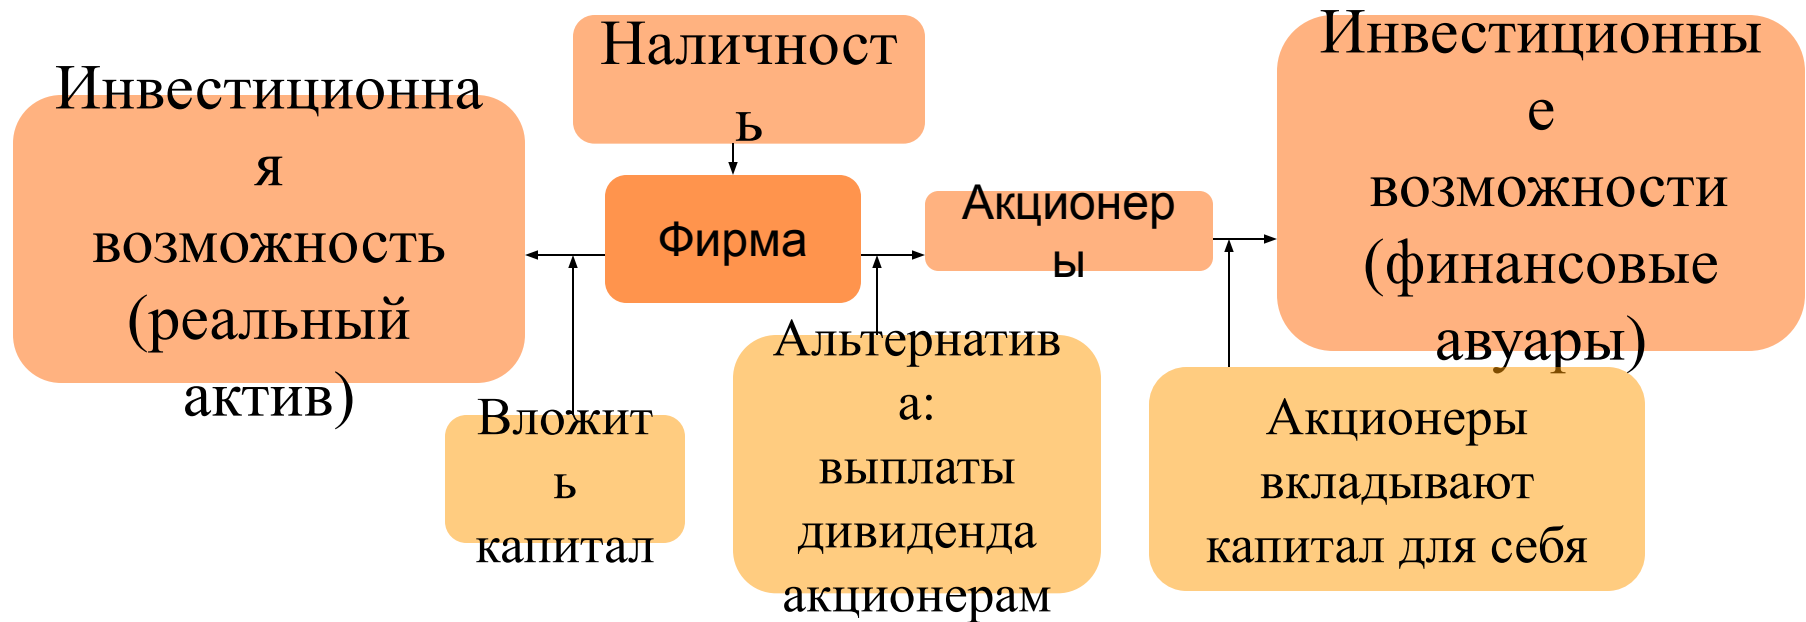 Наличност
ь
Инвестиционна
я
возможность
(реальный
актив)
Фирма
Акционер
ы
Инвестиционны
е
возможности
(финансовые
авуары)
Вложит
ь
капитал
Альтернатив
а:
выплаты
дивиденда
акционерам
Акционеры
вкладывают
капитал для себя